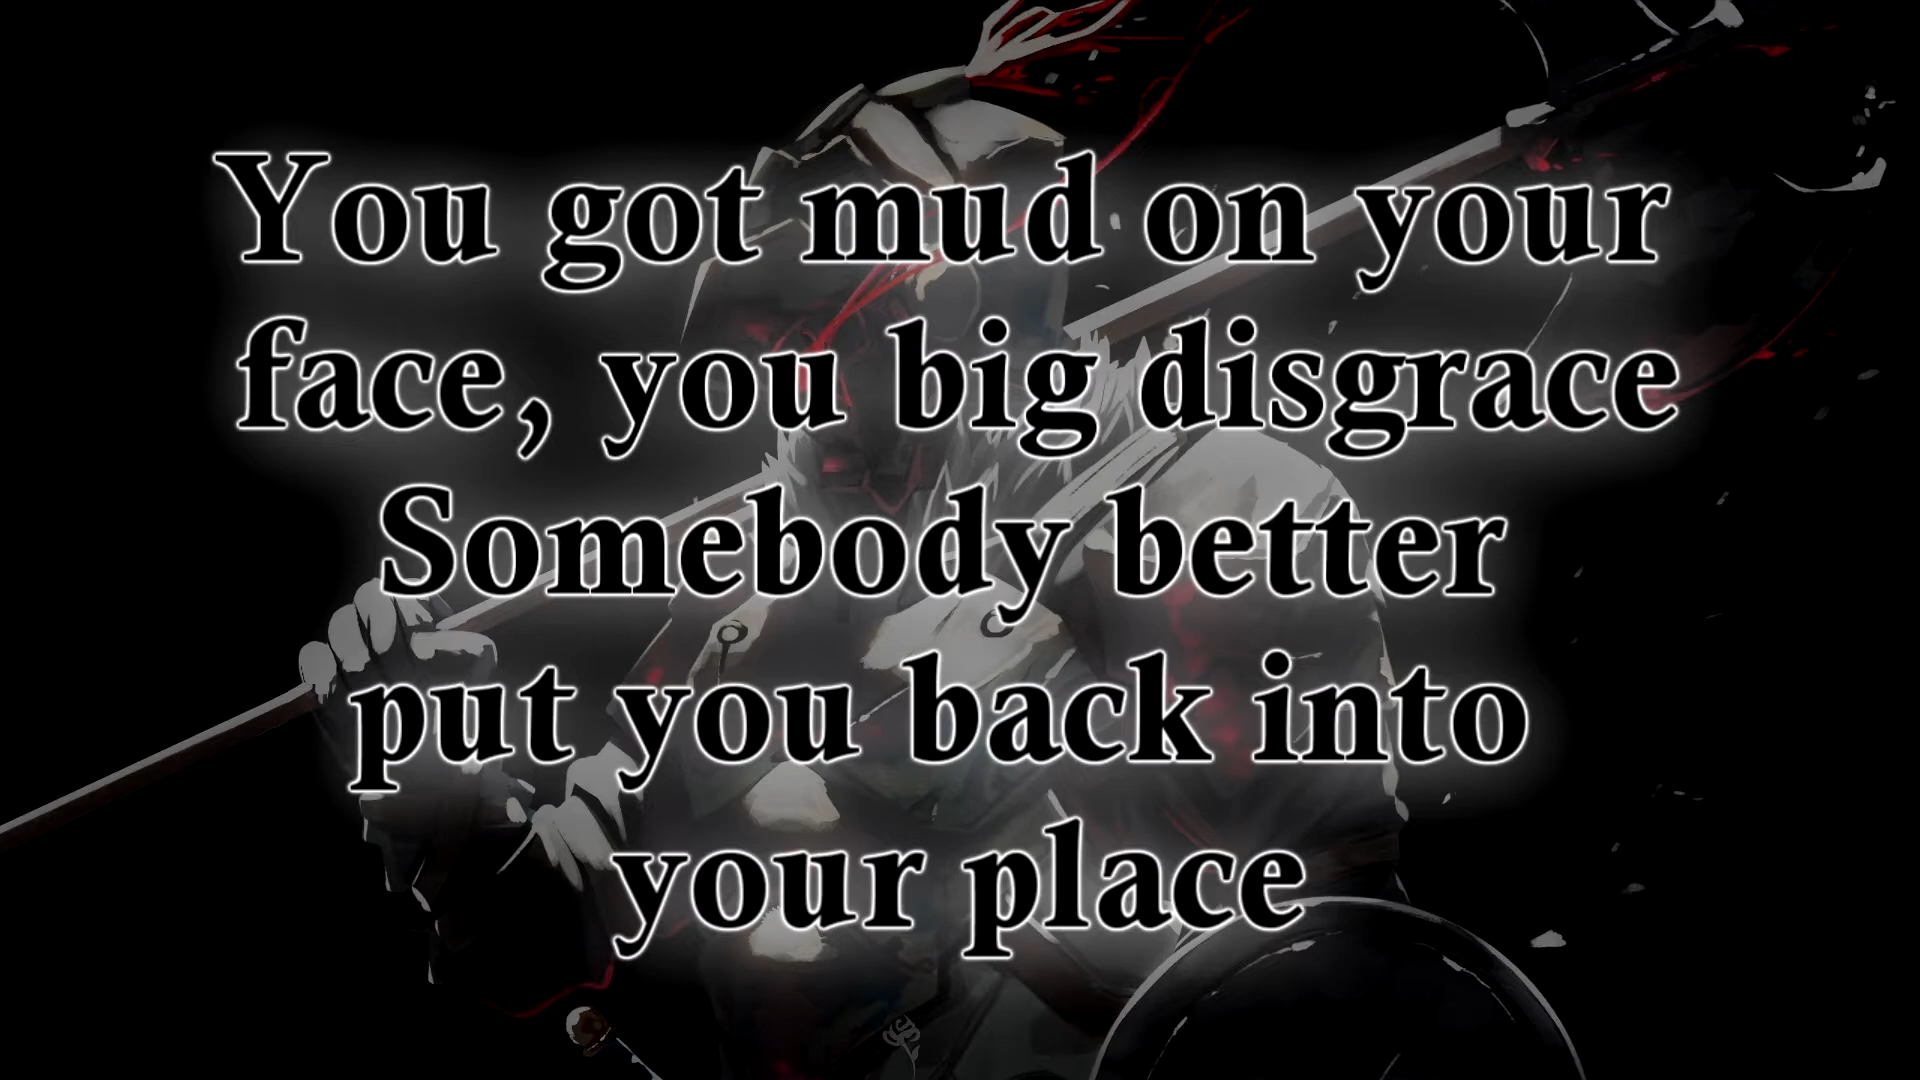 You got mud on your
face, you big disgrace
Somebody better
put you back into
your place